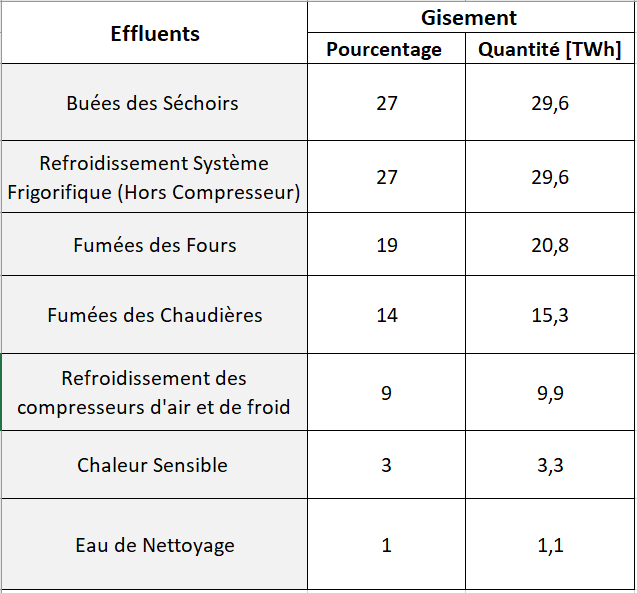 Effluents
Gisement
Pourcentage
Quantité [TWh]
Buées des Séchoirs
27
29,6
Refroidissement Système
Frigorifique (Hors Compresseur)
27
29,6
Fumées des Fours
19
20,8
Fumées des Chaudières
14
15,3
Refroidissement des
compresseurs d'air et de froid
9
9,9
Chaleur Sensible
3
3,3
Eau de Nettoyage
1
1,1